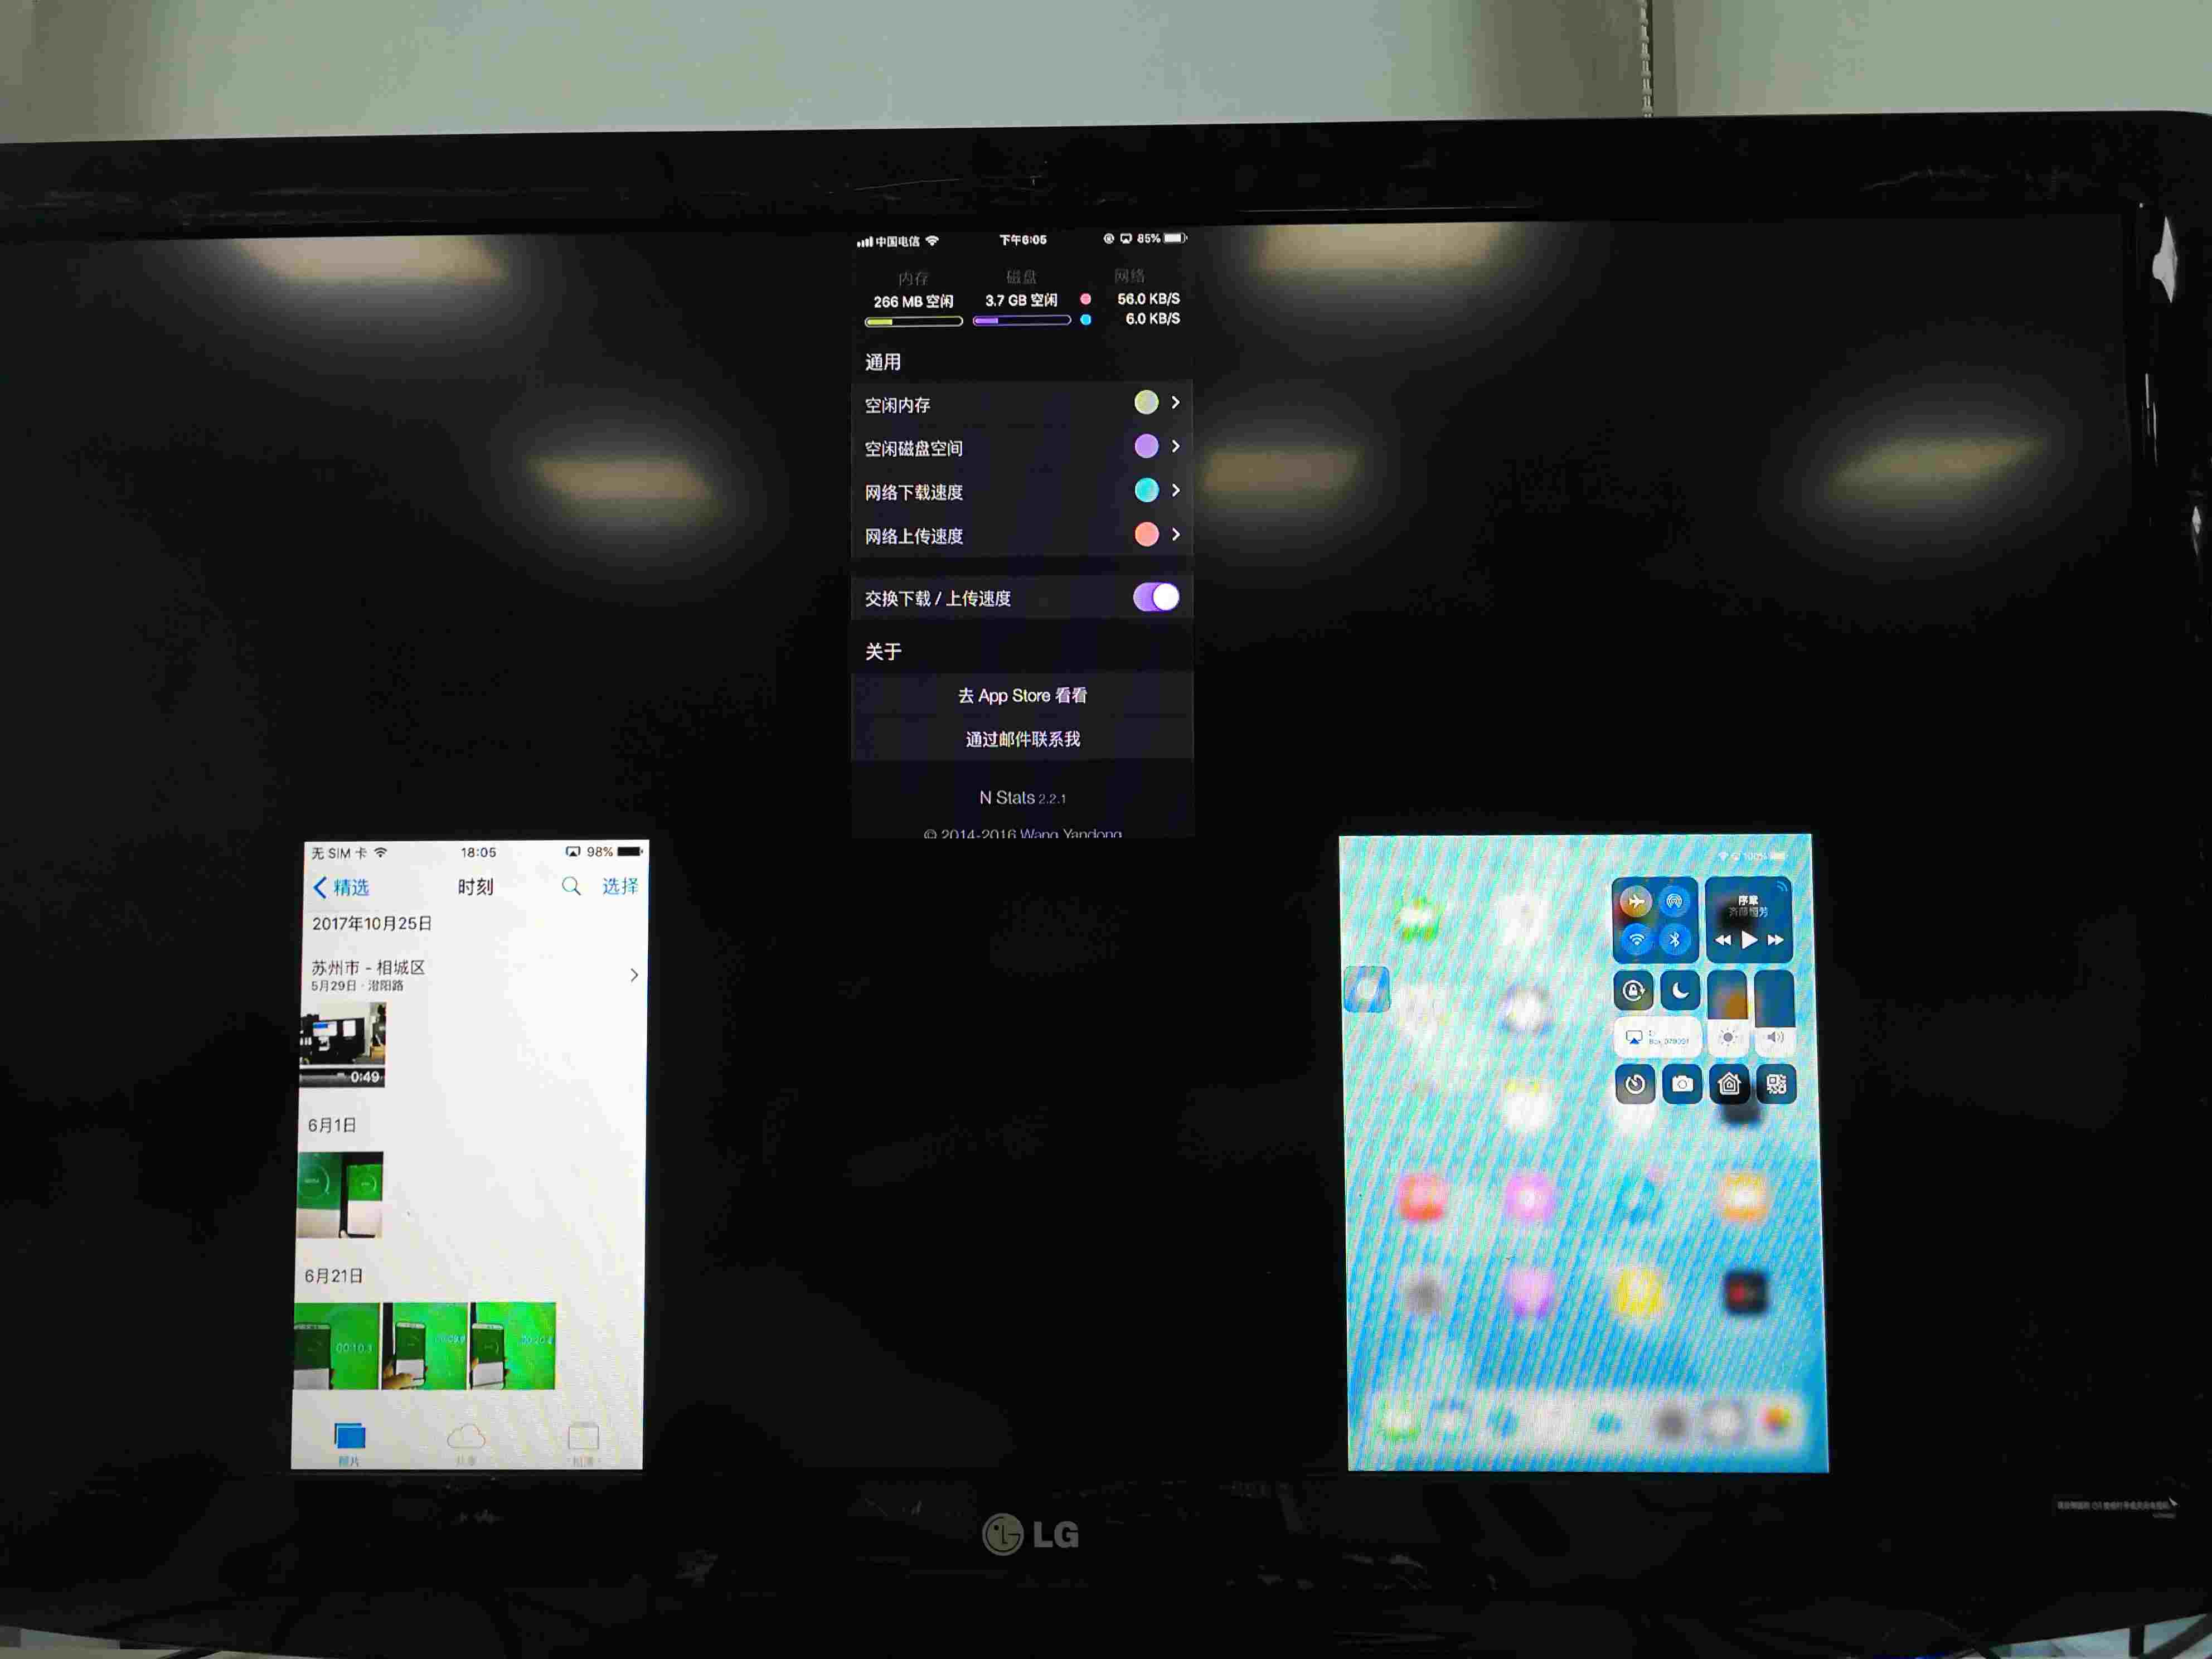 中国电信 下午6:05 85%
内存 磁盘 网络
266 MB 空闲 3.7 GB 空闲 56.0 KB/S
6.0 KB/S
通用
空闲内存
空闲磁盘空间
网络下载速度
网络上传速度
交换下载 / 上传速度
关于
去 App Store 看看
通过邮件联系我
N Stats 2.2.1
© 2014-2016 Wang Yandong
无 SIM 卡 18:05 98%
精选 时刻 选择
2017年10月25日
苏州市 - 相城区
5月29日 · 澄阳路
0:49
6月1日
6月21日
00:10.1
照片
100%
序章
LG